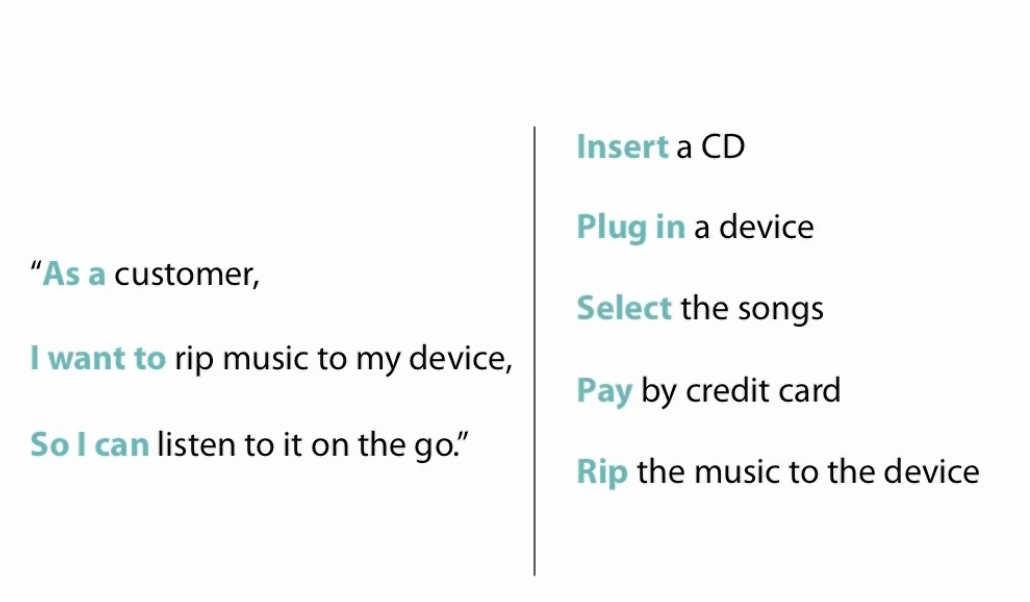 “As a customer,
I want to rip music to my device,
So I can listen to it on the go.”
Insert a CD
Plug in a device
Select the songs
Pay by credit card
Rip the music to the device